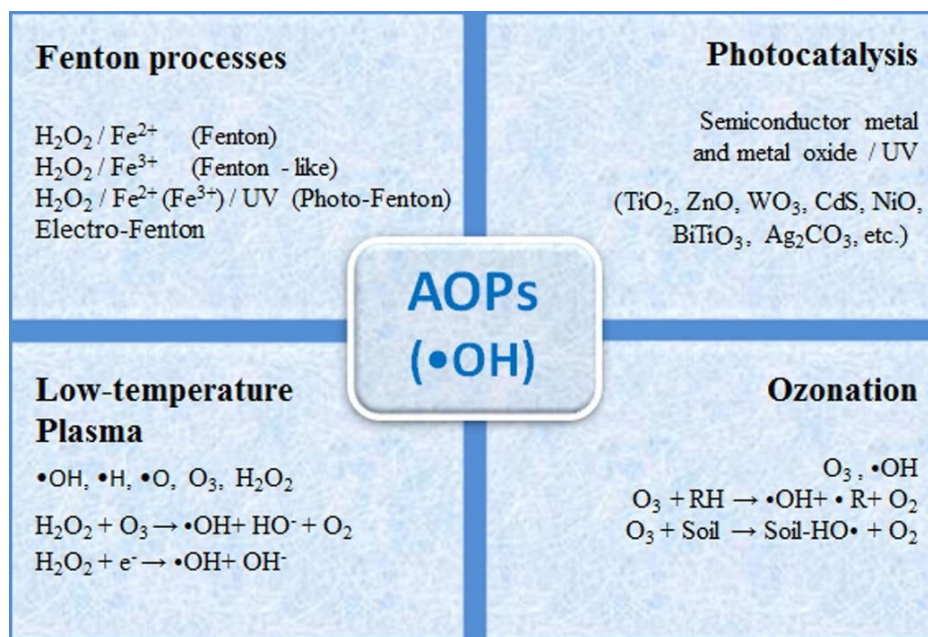 Fenton processes
H₂O₂ / Fe²⁺ (Fenton)
H₂O₂ / Fe³⁺ (Fenton - like)
H₂O₂ / Fe²⁺ (Fe³⁺) / UV (Photo-Fenton)
Electro-Fenton
Photocatalysis
Semiconductor metal
and metal oxide / UV
(TiO₂, ZnO, WO₃, CdS, NiO,
BiTiO₃, Ag₂CO₃, etc.)
AOPs
(•OH)
Low-temperature
Plasma
•OH, •H, •O, O₃, H₂O₂
H₂O₂ + O₃ → •OH+ HO⁻ + O₂
H₂O₂ + e⁻ → •OH+ OH⁻
Ozonation
O₃ , •OH
O₃ + RH → •OH+ • R+ O₂
O₃ + Soil → Soil-HO• + O₂